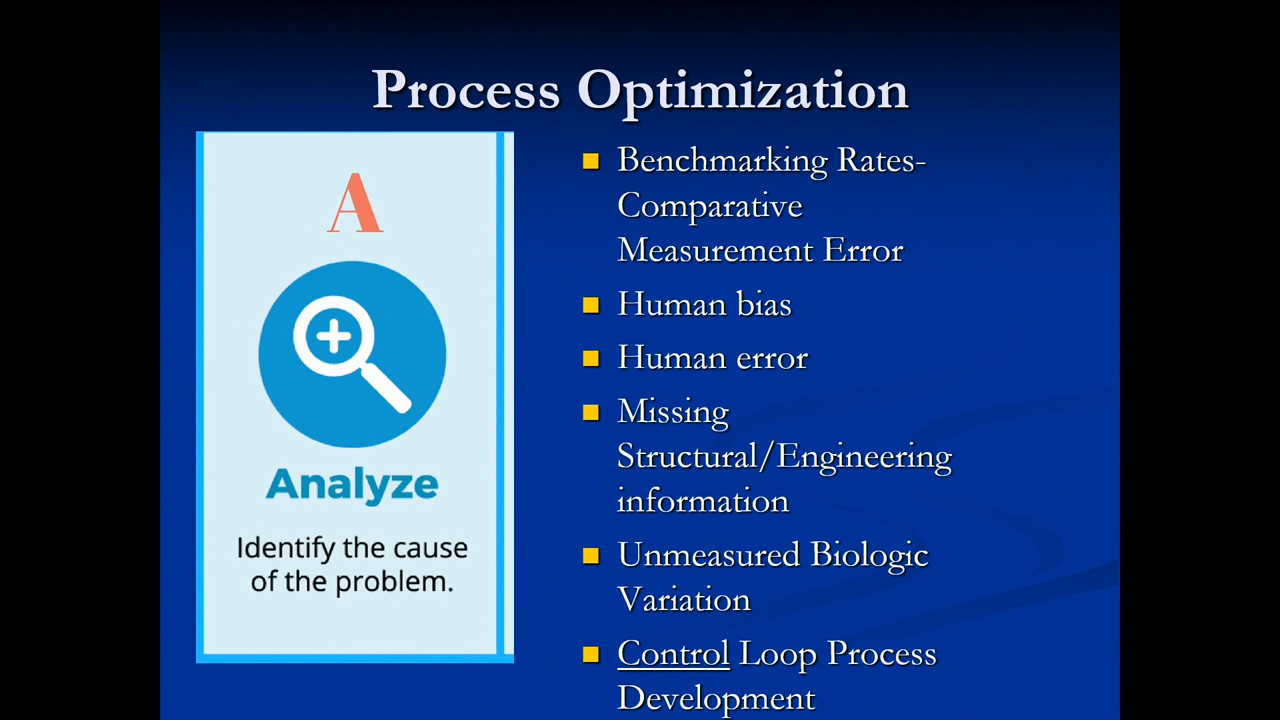 Process Optimization
A
Analyze
Identify the cause
of the problem.
Benchmarking Rates-
Comparative
Measurement Error
Human bias
Human error
Missing
Structural/Engineering
information
Unmeasured Biologic
Variation
Control Loop Process
Development